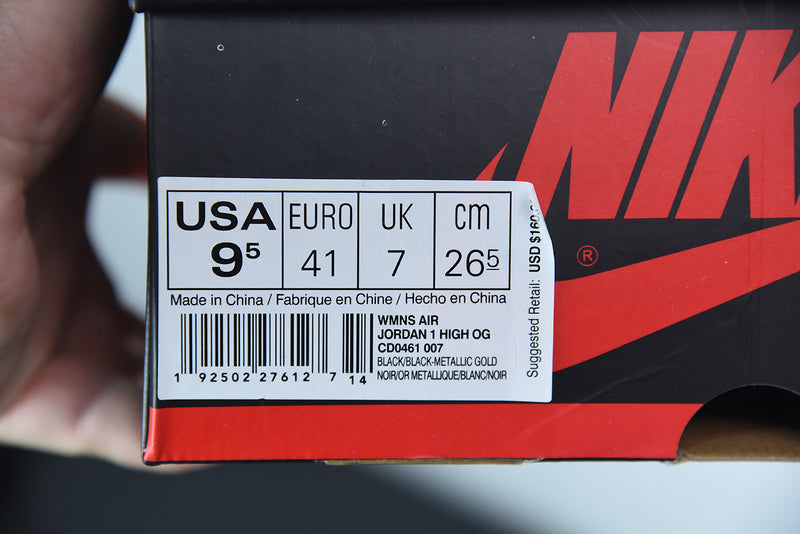 NIK
®
USA EURO UK cm
9⁵ 41 7 26⁵
Made in China / Fabrique en Chine / Hecho en China
WMNS AIR
JORDAN 1 HIGH OG
CD0461 007
BLACK/BLACK-METALLIC GOLD
NOIR/OR METALLIQUE/BLANC/NOIR
1 92502 27612 7 14
Suggested Retail: USD $160